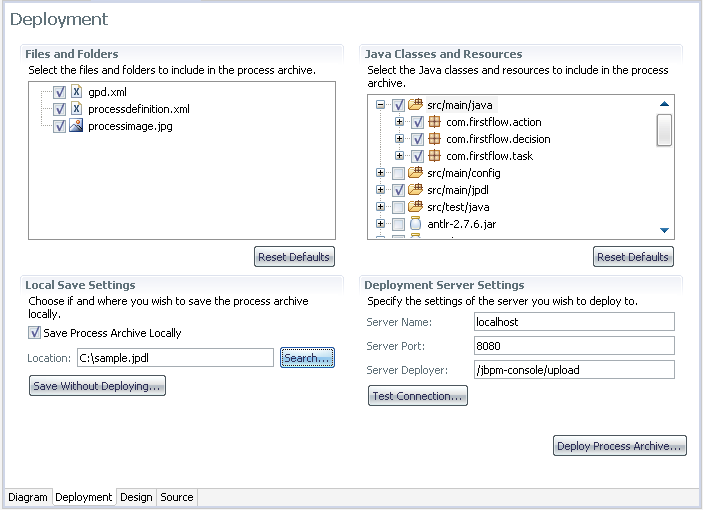 Deployment
Files and Folders
Select the files and folders to include in the process archive.
gpd.xml
processdefinition.xml
processimage.jpg
Reset Defaults
Java Classes and Resources
Select the Java classes and resources to include in the process
archive.
src/main/java
com.firstflow.action
com.firstflow.decision
com.firstflow.task
src/main/config
src/main/jpdl
src/test/java
antlr-2.7.6.jar
Reset Defaults
Local Save Settings
Choose if and where you wish to save the process archive
locally.
Save Process Archive Locally
Location: C:\sample.jpdl Search...
Save Without Deploying...
Deployment Server Settings
Specify the settings of the server you wish to deploy to.
Server Name: localhost
Server Port: 8080
Server Deployer: /jbpm-console/upload
Test Connection...
Deploy Process Archive...
Diagram Deployment Design Source